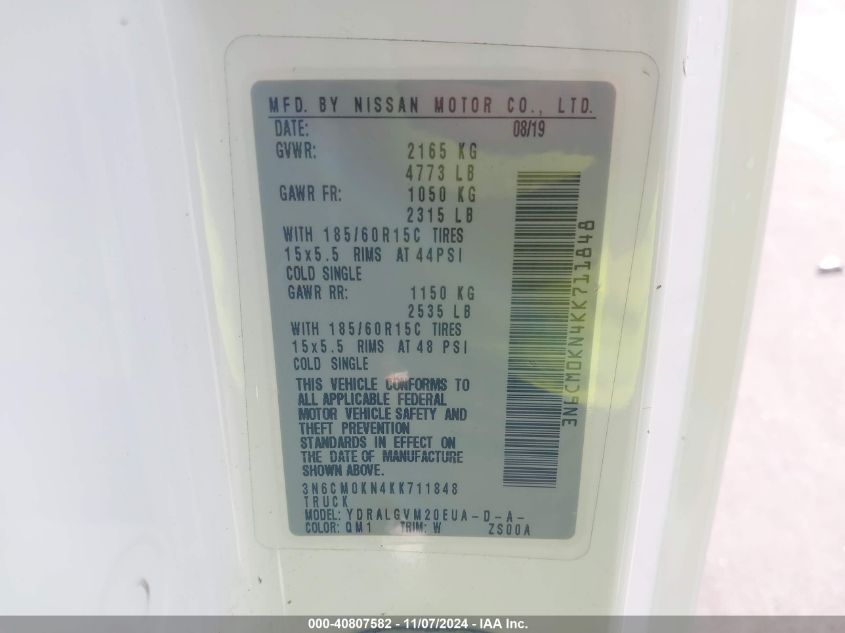 MFD. BY NISSAN MOTOR CO., LTD.
DATE: 08/19
GVWR: 2165 KG
4773 LB
GAWR FR: 1050 KG
2315 LB
WITH 185/60R15C TIRES
15x5.5 RIMS AT 44PSI
COLD SINGLE
GAWR RR: 1150 KG
2535 LB
WITH 185/60R15C TIRES
15x5.5 RIMS AT 48 PSI
COLD SINGLE
THIS VEHICLE CONFORMS TO
ALL APPLICABLE FEDERAL
MOTOR VEHICLE SAFETY AND
THEFT PREVENTION
STANDARDS IN EFFECT ON
THE DATE OF MANUFACTURE
SHOWN ABOVE.
3N6CM0KN4KK711848
TRUCK
MODEL: YDRALGVM20EUA-D-A-
COLOR: QM1 TRIM: W ZS00A
3N6CM0KN4KK711848
000-40807582 - 11/07/2024 - IAA Inc.